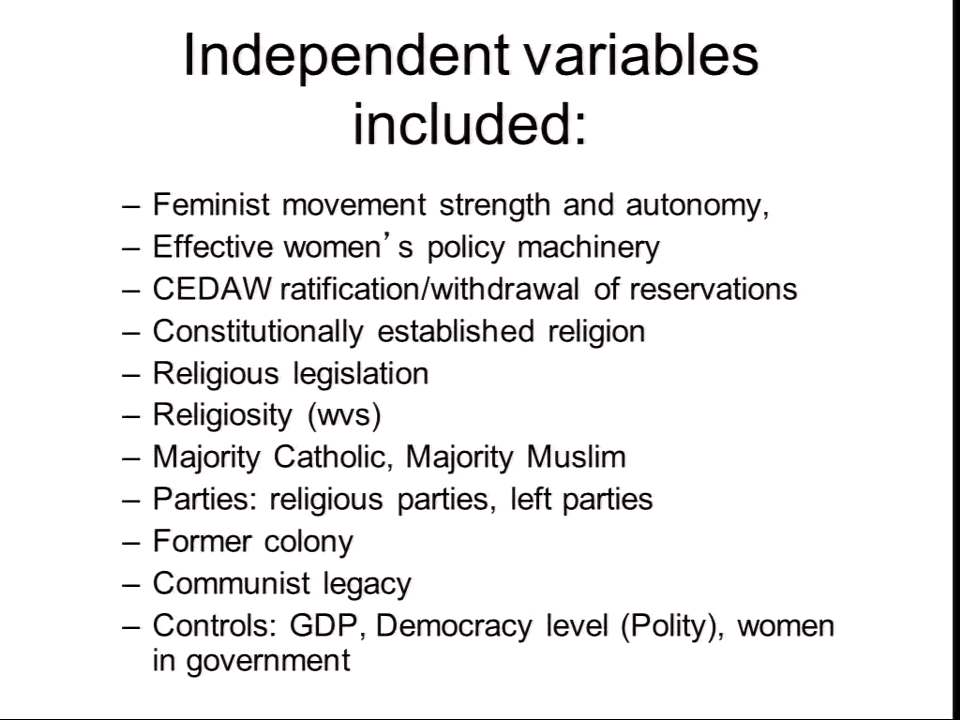 Independent variables
included:
– Feminist movement strength and autonomy,
– Effective women’s policy machinery
– CEDAW ratification/withdrawal of reservations
– Constitutionally established religion
– Religious legislation
– Religiosity (wvs)
– Majority Catholic, Majority Muslim
– Parties: religious parties, left parties
– Former colony
– Communist legacy
– Controls: GDP, Democracy level (Polity), women
in government